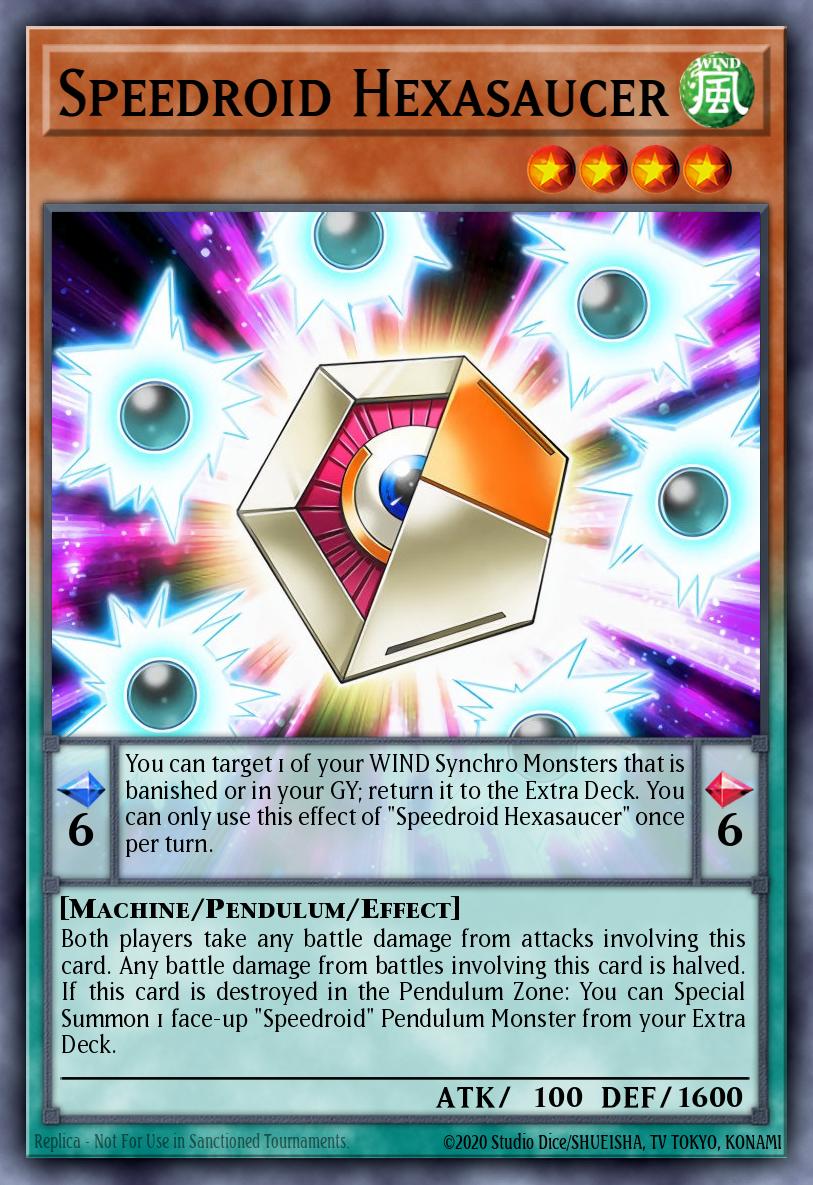 Speedroid Hexasaucer
WIND
風
You can target 1 of your WIND Synchro Monsters that is
banished or in your GY; return it to the Extra Deck. You
can only use this effect of "Speedroid Hexasaucer" once
per turn.
6
6
[Machine/Pendulum/Effect]
Both players take any battle damage from attacks involving this
card. Any battle damage from battles involving this card is halved.
If this card is destroyed in the Pendulum Zone: You can Special
Summon 1 face-up "Speedroid" Pendulum Monster from your Extra
Deck.
ATK/ 100 DEF/1600
Replica - Not For Use in Sanctioned Tournaments.
©2020 Studio Dice/SHUEISHA, TV TOKYO, KONAMI